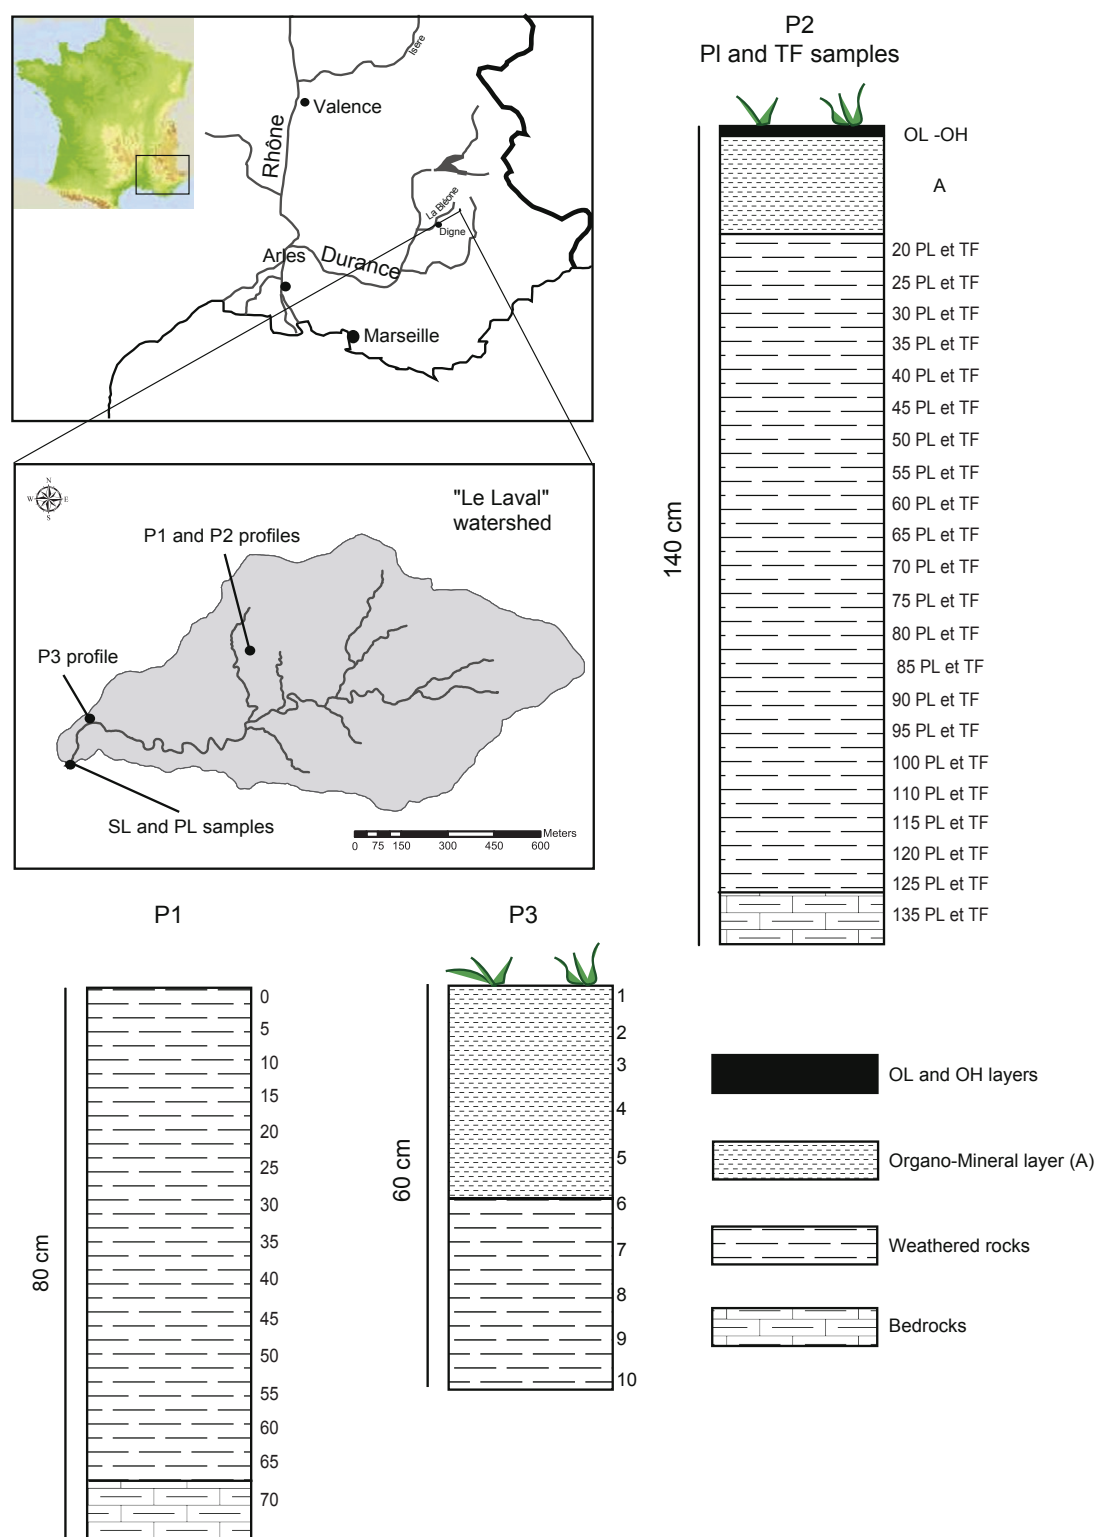 Isère
Valence
Rhône
La Bléone
Digne
Durance
Arles
Marseille
N
W
E
S
"Le Laval"
watershed
P1 and P2 profiles
P3 profile
SL and PL samples
Meters
0 75 150 300 450 600
P2
Pl and TF samples
OL -OH
A
140 cm
20 PL et TF
25 PL et TF
30 PL et TF
35 PL et TF
40 PL et TF
45 PL et TF
50 PL et TF
55 PL et TF
60 PL et TF
65 PL et TF
70 PL et TF
75 PL et TF
80 PL et TF
85 PL et TF
90 PL et TF
95 PL et TF
100 PL et TF
110 PL et TF
115 PL et TF
120 PL et TF
125 PL et TF
135 PL et TF
P1
80 cm
0
5
10
15
20
25
30
35
40
45
50
55
60
65
70
P3
60 cm
1
2
3
4
5
6
7
8
9
10
OL and OH layers
Organo-Mineral layer (A)
Weathered rocks
Bedrocks